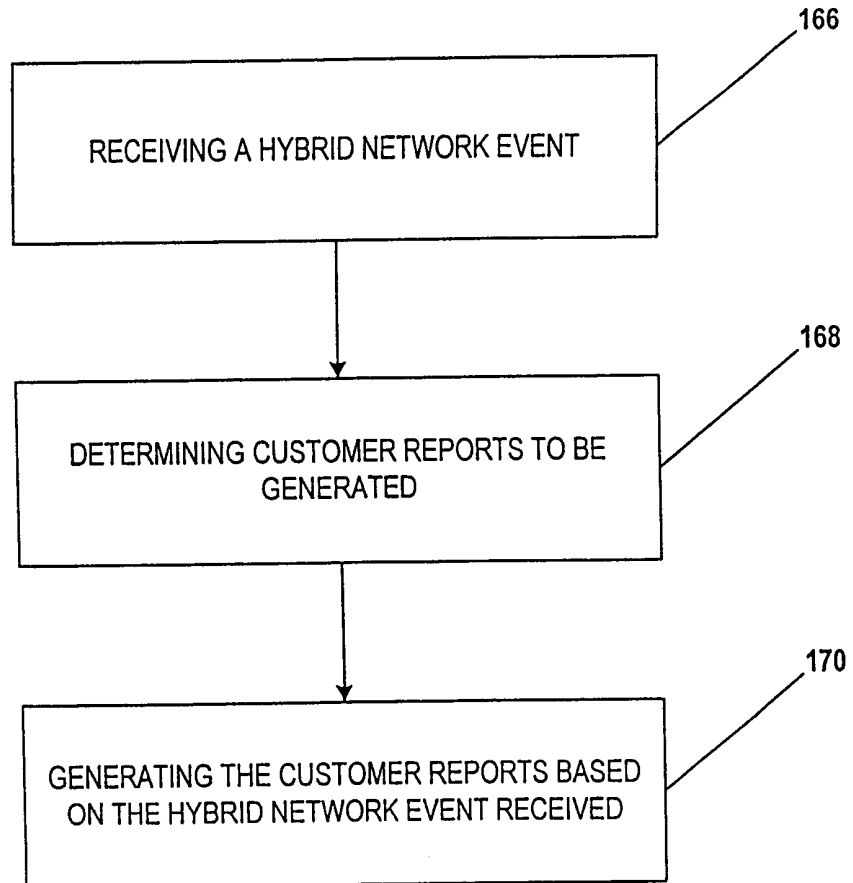 166
RECEIVING A HYBRID NETWORK EVENT
168
DETERMINING CUSTOMER REPORTS TO BE
GENERATED
170
GENERATING THE CUSTOMER REPORTS BASED
ON THE HYBRID NETWORK EVENT RECEIVED